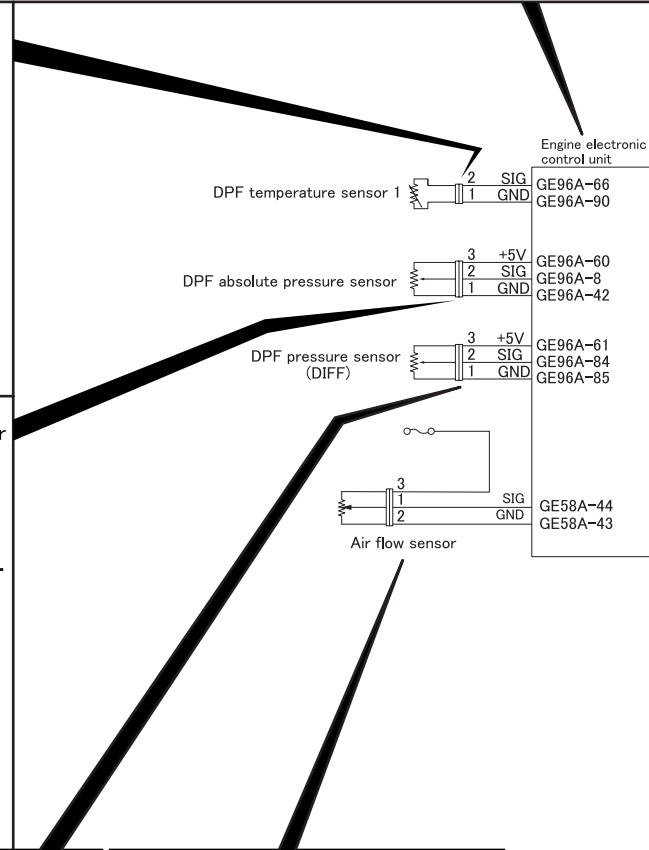 Engine electronic
control unit
DPF temperature sensor 1
2 SIG GE96A-66
1 GND GE96A-90
DPF absolute pressure sensor
3 +5V GE96A-60
2 SIG GE96A-8
1 GND GE96A-42
DPF pressure sensor
(DIFF)
3 +5V GE96A-61
2 SIG GE96A-84
1 GND GE96A-85
r
3
1 SIG GE58A-44
2 GND GE58A-43
Air flow sensor